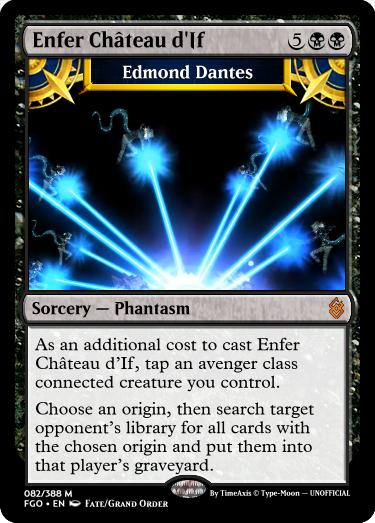 Enfer Château d'If 5
Edmond Dantes
Sorcery — Phantasm
As an additional cost to cast Enfer
Château d'If, tap an avenger class
connected creature you control.
Choose an origin, then search target
opponent's library for all cards with
the chosen origin and put them into
that player's graveyard.
082/388 M
FGO • EN Fate/Grand Order
By TimeAxis © Type-Moon — UNOFFICIAL